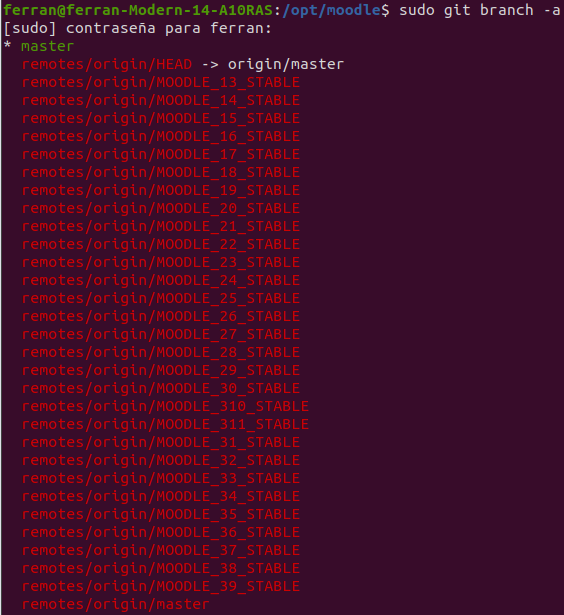 ferran@ferran-Modern-14-A10RAS:/opt/moodle$ sudo git branch -a
[sudo] contraseña para ferran:
* master
remotes/origin/HEAD -> origin/master
remotes/origin/MOODLE_13_STABLE
remotes/origin/MOODLE_14_STABLE
remotes/origin/MOODLE_15_STABLE
remotes/origin/MOODLE_16_STABLE
remotes/origin/MOODLE_17_STABLE
remotes/origin/MOODLE_18_STABLE
remotes/origin/MOODLE_19_STABLE
remotes/origin/MOODLE_20_STABLE
remotes/origin/MOODLE_21_STABLE
remotes/origin/MOODLE_22_STABLE
remotes/origin/MOODLE_23_STABLE
remotes/origin/MOODLE_24_STABLE
remotes/origin/MOODLE_25_STABLE
remotes/origin/MOODLE_26_STABLE
remotes/origin/MOODLE_27_STABLE
remotes/origin/MOODLE_28_STABLE
remotes/origin/MOODLE_29_STABLE
remotes/origin/MOODLE_30_STABLE
remotes/origin/MOODLE_310_STABLE
remotes/origin/MOODLE_311_STABLE
remotes/origin/MOODLE_31_STABLE
remotes/origin/MOODLE_32_STABLE
remotes/origin/MOODLE_33_STABLE
remotes/origin/MOODLE_34_STABLE
remotes/origin/MOODLE_35_STABLE
remotes/origin/MOODLE_36_STABLE
remotes/origin/MOODLE_37_STABLE
remotes/origin/MOODLE_38_STABLE
remotes/origin/MOODLE_39_STABLE
remotes/origin/master